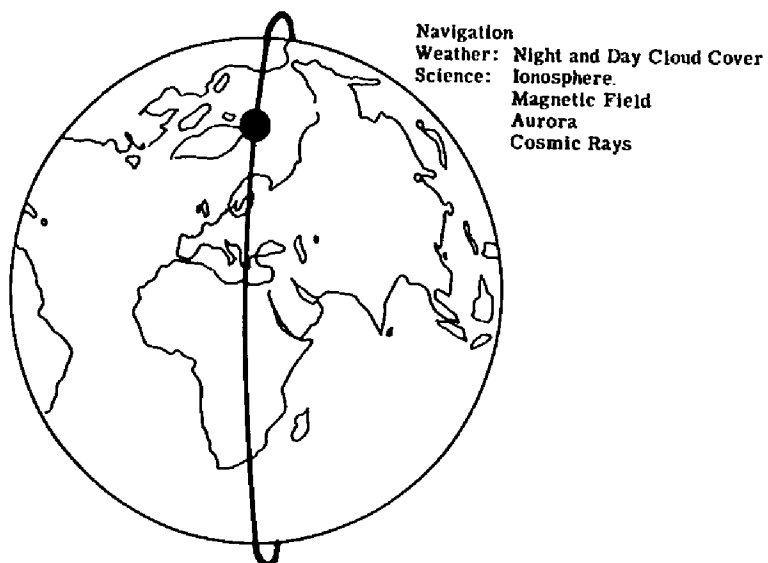 Navigation
Weather: Night and Day Cloud Cover
Science: Ionosphere.
Magnetic Field
Aurora
Cosmic Rays